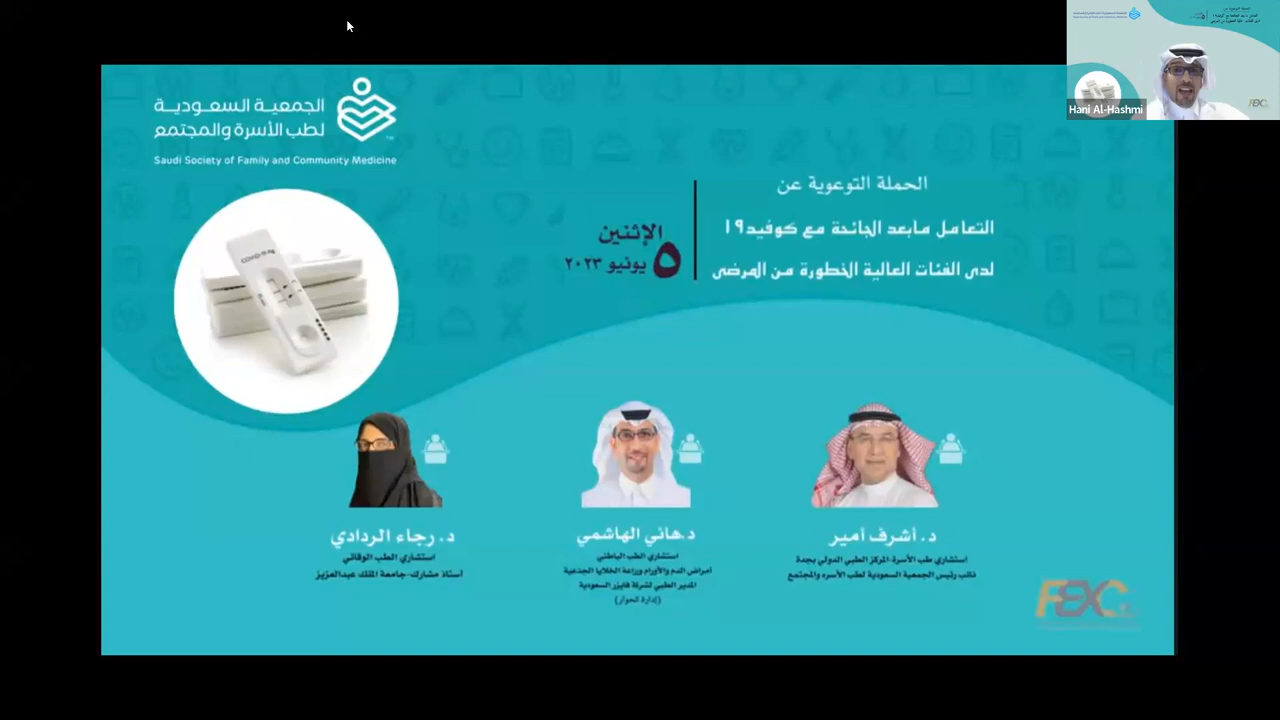 الجمعية السعودية
لطب الأسرة والمجتمع
Saudi Society of Family and Community Medicine
الحملة التوعوية عن
التعامل مابعد الجائحة مع كوفيد١٩
لدى الفئات العالية الخطورة من المرضى
الإثنين
٥ يونيو ٢٠٢٣
COVID-19 Ag
د. أشرف أمير
استشاري طب الأسرة-المركز الطبي الدولي بجدة
نائب رئيس الجمعية السعودية لطب الأسره والمجتمع
د.هاني الهاشمي
استشاري الطب الباطني
أمراض الدم والأورام وزراعة الخلايا الجذعية
المدير الطبي لشركة فايزر السعودية
(إدارة الحوار)
د. رجاء الردادي
استشاري الطب الوقائي
أستاذ مشارك-جامعة الملك عبدالعزيز
Hani Al-Hashmi